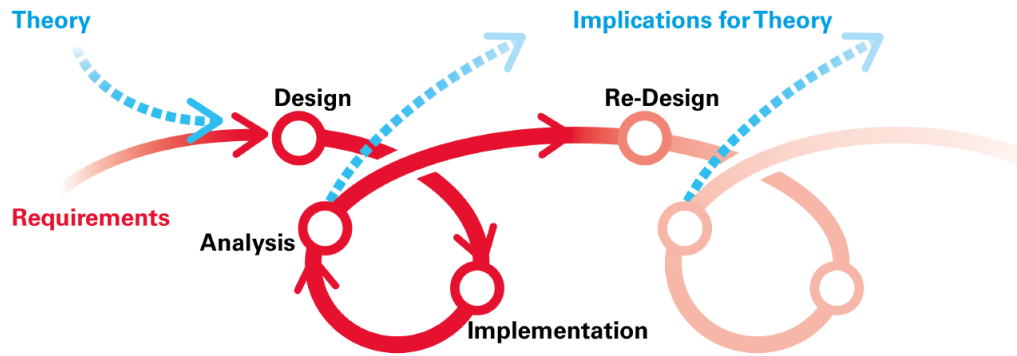 Theory
Implications for Theory
Design
Re-Design
Requirements
Analysis
Implementation